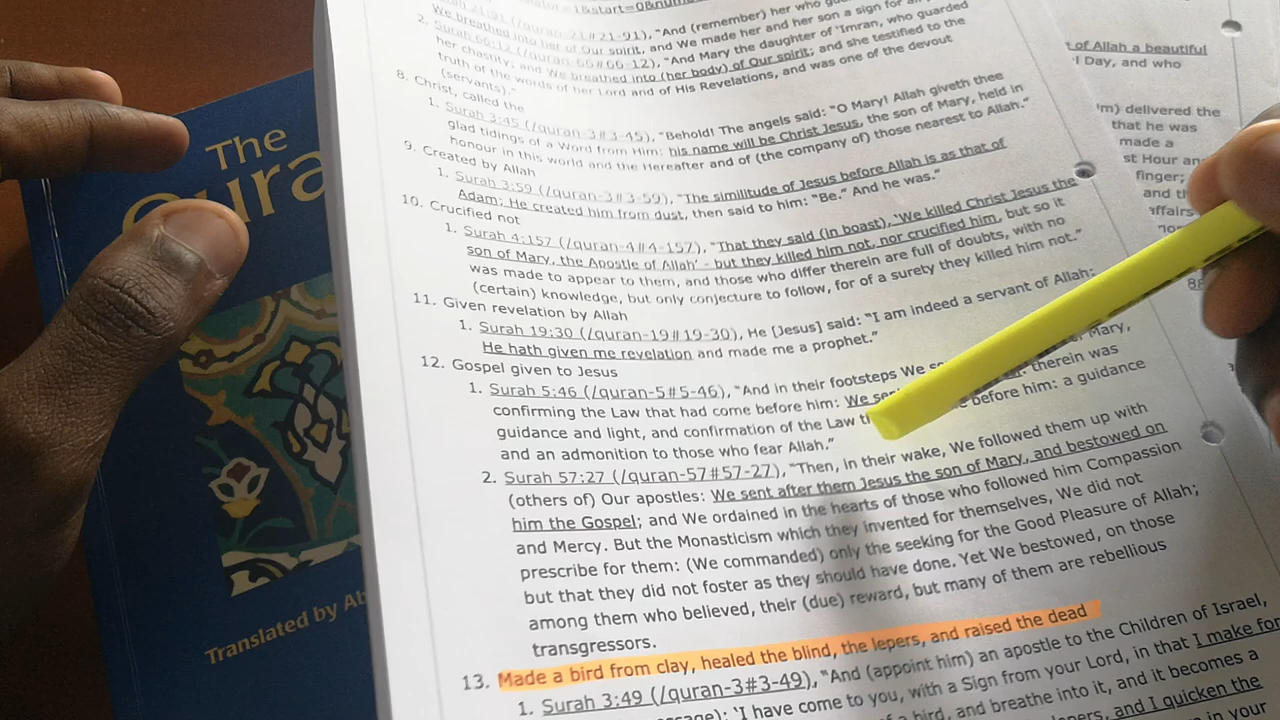 The
Qura
Translated by Ab
We breathed into her of Our spirit, and We made her and her son a sign for
2. Surah 66:12 (/quran-66#66-12), "And Mary the daughter of 'Imran, who guarded
her chastity; and We breathed into (her body) of Our spirit; and she testified to the
truth of the words of her Lord and of His Revelations, and was one of the devout
(servants)."
8. Christ, called the
1. Surah 3:45 (/quran-3#3-45), "Behold! The angels said: "O Mary! Allah giveth thee
glad tidings of a Word from Him: his name will be Christ Jesus, the son of Mary, held in
honour in this world and the Hereafter and of (the company of) those nearest to Allah."
9. Created by Allah
1. Surah 3:59 (/quran-3#3-59), "The similitude of Jesus before Allah is as that of
Adam; He created him from dust, then said to him: "Be." And he was."
10. Crucified not
1. Surah 4:157 (/quran-4#4-157), "That they said (in boast), 'We killed Christ Jesus the
son of Mary, the Apostle of Allah' - but they killed him not, nor crucified him, but so it
was made to appear to them, and those who differ therein are full of doubts, with no
(certain) knowledge, but only conjecture to follow, for of a surety they killed him not."
11. Given revelation by Allah
1. Surah 19:30 (/quran-19#19-30), He [Jesus] said: "I am indeed a servant of Allah:
He hath given me revelation and made me a prophet."
12. Gospel given to Jesus
1. Surah 5:46 (/quran-5#5-46), "And in their footsteps We Mary,
confirming the Law that had come before him: We therein was
guidance and light, and confirmation of the Law before him: a guidance
and an admonition to those who fear Allah."
2. Surah 57:27 (/quran-57#57-27), "Then, in their wake, We followed them up with
(others of) Our apostles: We sent after them Jesus the son of Mary, and bestowed on
him the Gospel; and We ordained in the hearts of those who followed him Compassion
and Mercy. But the Monasticism which they invented for themselves, We did not
prescribe for them: (We commanded) only the seeking for the Good Pleasure of Allah;
but that they did not foster as they should have done. Yet We bestowed, on those
among them who believed, their (due) reward, but many of them are rebellious
transgressors.
13. Made a bird from clay, healed the blind, the lepers, and raised the dead
1. Surah 3:49 (/quran-3#3-49), "And (appoint him) an apostle to the Children of Israel,
'I have come to you, with a Sign from your Lord, in that I make for
a bird, and breathe into it, and it becomes a
and I quicken the
in your
of Allah a beautiful
Day, and who
delivered the
that he was
made a
st Hour and
finger;
and
affairs